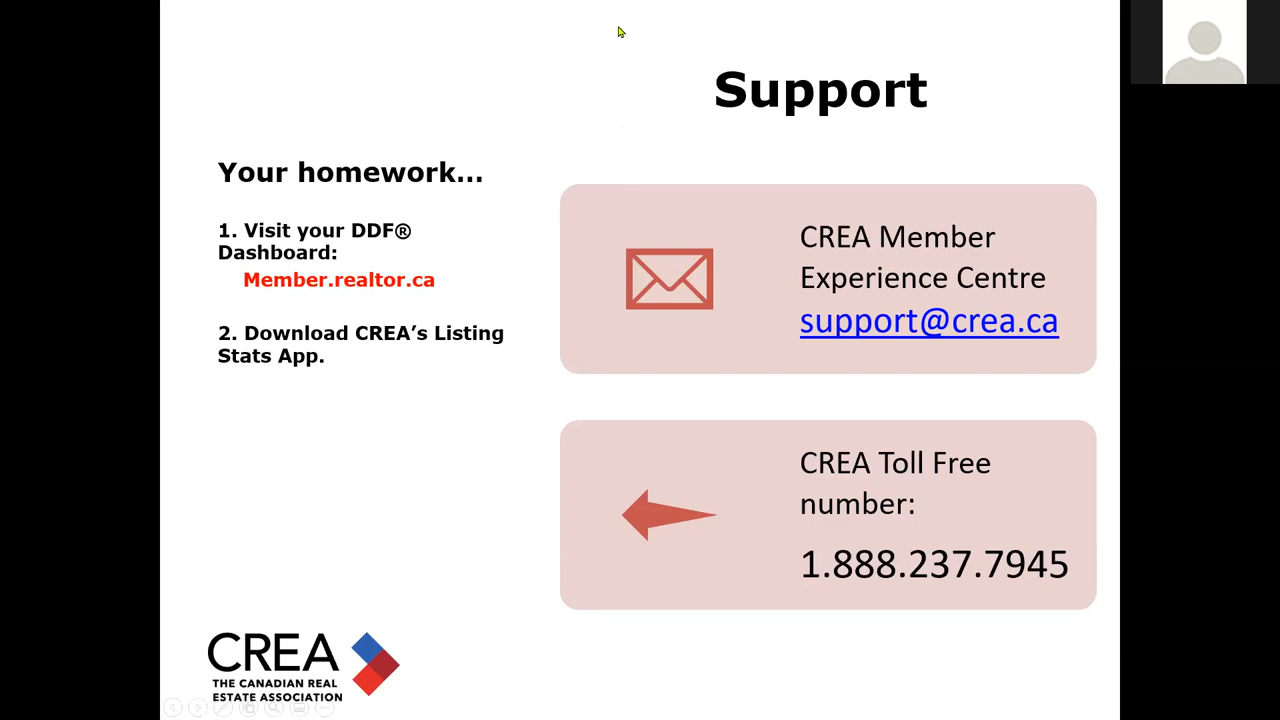 Support
Your homework...
1. Visit your DDF®
Dashboard:
Member.realtor.ca
2. Download CREA’s Listing
Stats App.
CREA Member
Experience Centre
support@crea.ca
CREA Toll Free
number:
1.888.237.7945
CREA
THE CANADIAN REAL
ESTATE ASSOCIATION